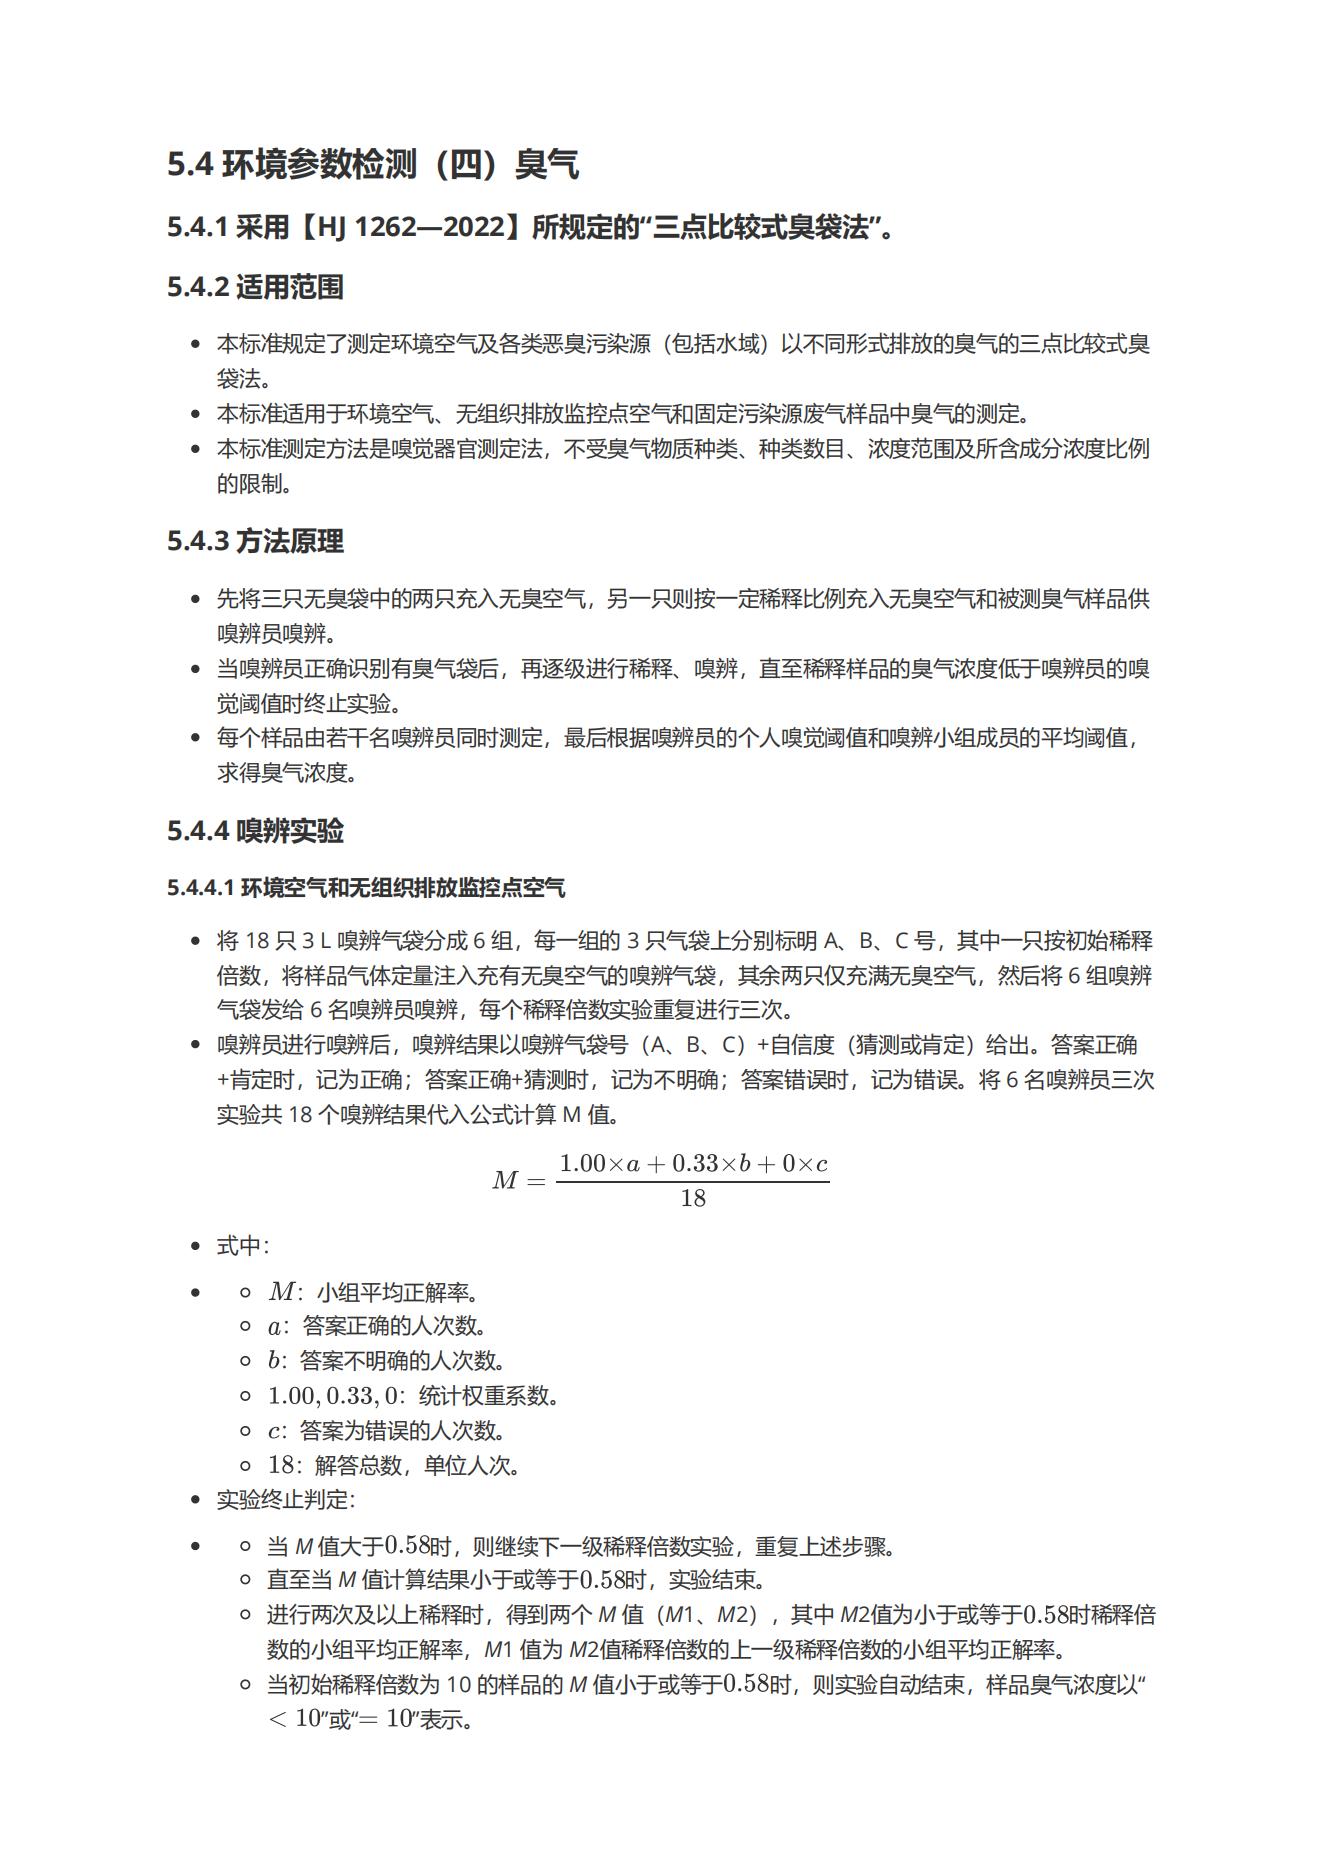 5.4 环境参数检测（四）臭气
5.4.1 采用【HJ 1262—2022】所规定的“三点比较式臭袋法”。
5.4.2 适用范围
• 本标准规定了测定环境空气及各类恶臭污染源（包括水域）以不同形式排放的臭气的三点比较式臭
袋法。
• 本标准适用于环境空气、无组织排放监控点空气和固定污染源废气样品中臭气的测定。
• 本标准测定方法是嗅觉器官测定法，不受臭气物质种类、种类数目、浓度范围及所含成分浓度比例
的限制。
5.4.3 方法原理
• 先将三只无臭袋中的两只充入无臭空气，另一只则按一定稀释比例充入无臭空气和被测臭气样品供
嗅辨员嗅辨。
• 当嗅辨员正确识别有臭气袋后，再逐级进行稀释、嗅辨，直至稀释样品的臭气浓度低于嗅辨员的嗅
觉阈值时终止实验。
• 每个样品由若干名嗅辨员同时测定，最后根据嗅辨员的个人嗅觉阈值和嗅辨小组成员的平均阈值，
求得臭气浓度。
5.4.4 嗅辨实验
5.4.4.1 环境空气和无组织排放监控点空气
• 将 18 只 3 L 嗅辨气袋分成 6 组，每一组的 3 只气袋上分别标明 A、B、C 号，其中一只按初始稀释
倍数，将样品气体定量注入充有无臭空气的嗅辨气袋，其余两只仅充满无臭空气，然后将 6 组嗅辨
气袋发给 6 名嗅辨员嗅辨，每个稀释倍数实验重复进行三次。
• 嗅辨员进行嗅辨后，嗅辨结果以嗅辨气袋号（A、B、C）+自信度（猜测或肯定）给出。答案正确
+肯定时，记为正确；答案正确+猜测时，记为不明确；答案错误时，记为错误。将 6 名嗅辨员三次
实验共 18 个嗅辨结果代入公式计算 M 值。
M = (1.00×a + 0.33×b + 0×c) / 18
• 式中：
• ◦ M：小组平均正解率。
◦ a：答案正确的人次数。
◦ b：答案不明确的人次数。
◦ 1.00, 0.33, 0：统计权重系数。
◦ c：答案为错误的人次数。
◦ 18：解答总数，单位人次。
• 实验终止判定：
• ◦ 当 M 值大于0.58时，则继续下一级稀释倍数实验，重复上述步骤。
◦ 直至当 M 值计算结果小于或等于0.58时，实验结束。
◦ 进行两次及以上稀释时，得到两个 M 值（M1、M2），其中 M2值为小于或等于0.58时稀释倍
数的小组平均正解率，M1 值为 M2值稀释倍数的上一级稀释倍数的小组平均正解率。
◦ 当初始稀释倍数为 10 的样品的 M 值小于或等于0.58时，则实验自动结束，样品臭气浓度以“
< 10”或“= 10”表示。